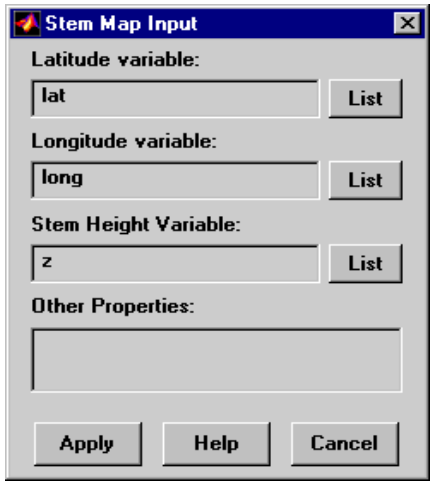 Stem Map Input
Latitude variable:
lat List
Longitude variable:
long List
Stem Height Variable:
z List
Other Properties:
Apply Help Cancel